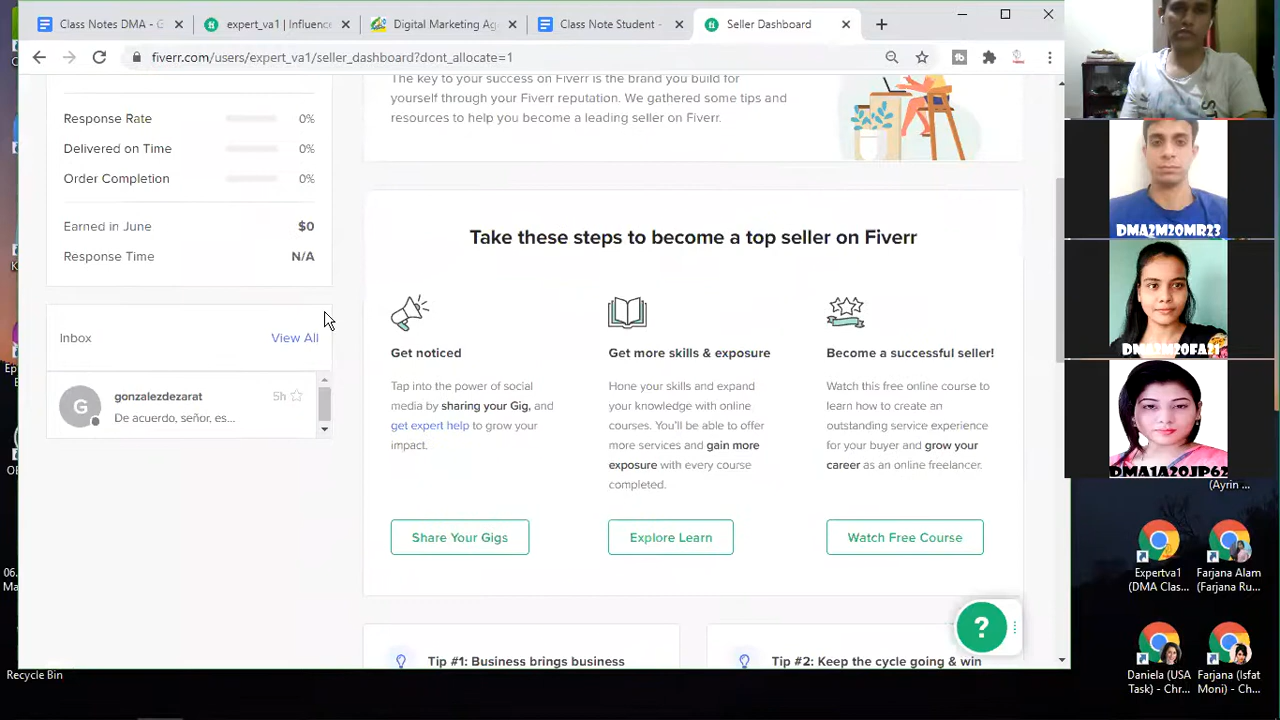 Class Notes DMA - G
expert_va1 | Influence
Digital Marketing Age
Class Note Student -
Seller Dashboard
fiverr.com/users/expert_va1/seller_dashboard?dont_allocate=1
The key to your success on Fiverr is the brand you build for
yourself through your Fiverr reputation. We gathered some tips and
resources to help you become a leading seller on Fiverr.
Response Rate 0%
Delivered on Time 0%
Order Completion 0%
Earned in June $0
Response Time N/A
Inbox View All
G
gonzalezdezarat 5h
De acuerdo, señor, es...
Take these steps to become a top seller on Fiverr
Get noticed
Tap into the power of social
media by sharing your Gig, and
get expert help to grow your
impact.
Share Your Gigs
Get more skills & exposure
Hone your skills and expand
your knowledge with online
courses. You'll be able to offer
more services and gain more
exposure with every course
completed.
Explore Learn
Become a successful seller!
Watch this free online course to
learn how to create an
outstanding service experience
for your buyer and grow your
career as an online freelancer.
Watch Free Course
?
Tip #1: Business brings business
Tip #2: Keep the cycle going & win
DMA2M20MR23
DMA2M20FA21
DMA1A20JP62
(Ayrin ...
Expertva1
(DMA Clas...
Farjana Alam
(Farjana Ru...
Daniela (USA
Task) - Chr...
Farjana (Isfat
Moni) - Ch...
Recycle Bin